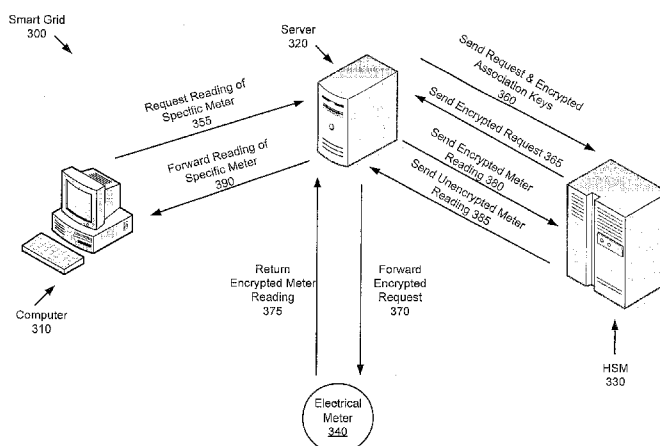 Smart Grid
300
Server
320
Request Reading of
Specific Meter
355
Forward Reading of
Specific Meter
390
Send Request & Encrypted
Association Keys
360
Send Encrypted Request 365
Send Encrypted Meter
Reading 380
Send Unencrypted Meter
Reading 385
Computer
310
Return
Encrypted Meter
Reading
375
Forward
Encrypted
Request
370
HSM
330
Electrical
Meter
340